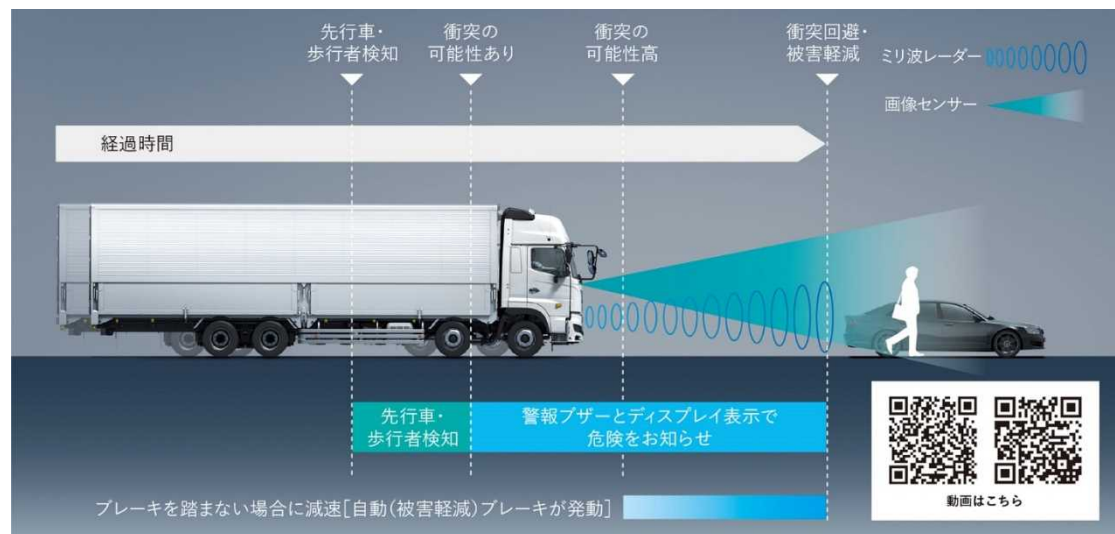 先行車・
歩行者検知
衝突の
可能性あり
衝突の
可能性高
衝突回避・
被害軽減
ミリ波レーダー
画像センサー
経過時間
先行車・
歩行者検知
警報ブザーとディスプレイ表示で
危険をお知らせ
ブレーキを踏まない場合に減速[自動(被害軽減)ブレーキが発動]
動画はこちら